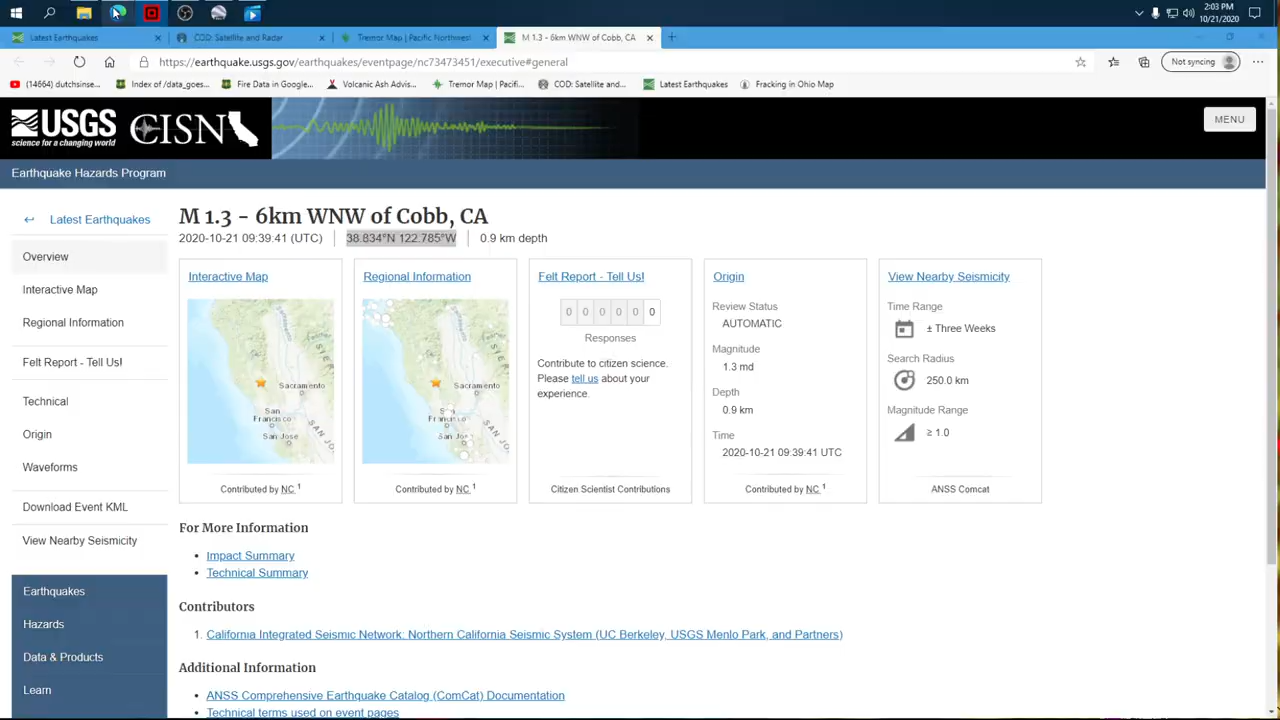 2:03 PM
10/21/2020
Latest Earthquakes
COD: Satellite and Radar
Tremor Map | Pacific Northwest
M 1.3 - 6km WNW of Cobb, CA
https://earthquake.usgs.gov/earthquakes/eventpage/nc73473451/executive#general
Not syncing
(14664) dutchsinse...
Index of /data_goes...
Fire Data in Google...
Volcanic Ash Advis...
Tremor Map | Pacifi...
COD: Satellite and...
Latest Earthquakes
Fracking in Ohio Map
USGS
science for a changing world
CISN
MENU
Earthquake Hazards Program
Latest Earthquakes
Overview
Interactive Map
Regional Information
Felt Report - Tell Us!
Technical
Origin
Waveforms
Download Event KML
View Nearby Seismicity
Earthquakes
Hazards
Data & Products
Learn
M 1.3 - 6km WNW of Cobb, CA
2020-10-21 09:39:41 (UTC)
38.834°N 122.785°W
0.9 km depth
Interactive Map
Sacramento
San
Francisco
San Jose
Contributed by NC 1
Regional Information
Sacramento
San
Francisco
San Jose
Contributed by NC 1
Felt Report - Tell Us!
0 0 0 0 0 0
Responses
Contribute to citizen science.
Please tell us about your
experience.
Citizen Scientist Contributions
Origin
Review Status
AUTOMATIC
Magnitude
1.3 md
Depth
0.9 km
Time
2020-10-21 09:39:41 UTC
Contributed by NC 1
View Nearby Seismicity
Time Range
± Three Weeks
Search Radius
250.0 km
Magnitude Range
≥ 1.0
ANSS Comcat
For More Information
• Impact Summary
• Technical Summary
Contributors
1. California Integrated Seismic Network: Northern California Seismic System (UC Berkeley, USGS Menlo Park, and Partners)
Additional Information
• ANSS Comprehensive Earthquake Catalog (ComCat) Documentation
• Technical terms used on event pages